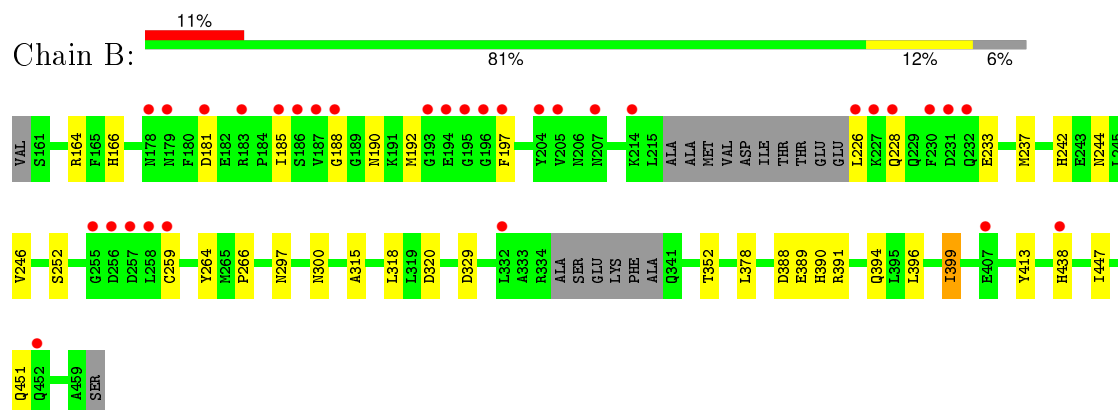 11%
Chain B:
81% 12% 6%
VAL S161 R164 F165 H166 N178 N179 F180 D181 E182 R183 P184 I185 S186 V187 G188 G189 N190 K191 M192 G193 E194 G195 G196 F197 Y204 V205 N206 N207 K214 L215 ALA ALA MET VAL ASP ILE THR THR GLU GLU L226 K227 Q228 Q229 F230 D231 Q232 E233 M237 H242 E243 N244 L245
V246 S252 G255 D256 D257 L258 C259 Y264 M265 P266 N297 N300 A315 L318 L319 D320 D329 L332 A333 R334 ALA SER GLU LYS PHE ALA Q341 T352 L378 D388 E389 H390 R391 Q394 L395 L396 I399 E407 Y413 H438 I447
Q451 Q452 A459 SER